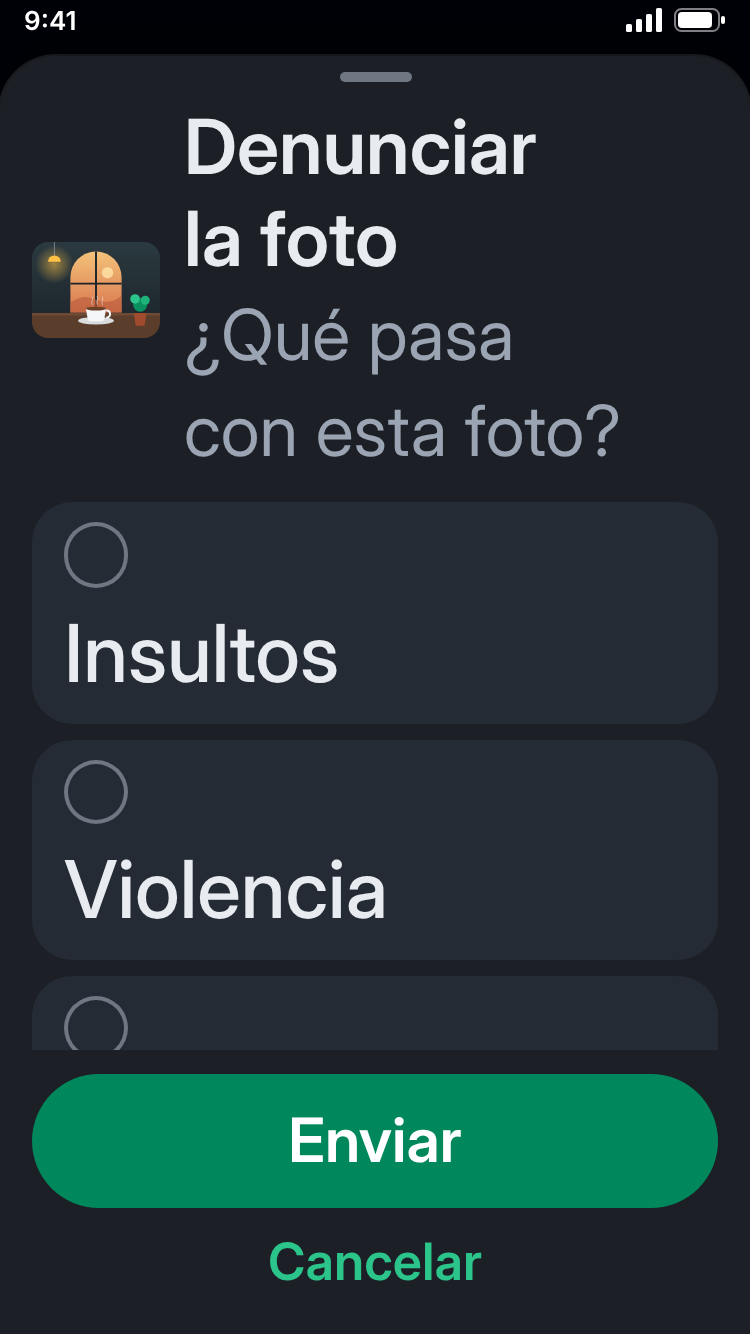 9:41
Denunciar
la foto
¿Qué pasa
con esta foto?
Insultos
Violencia
Enviar
Cancelar